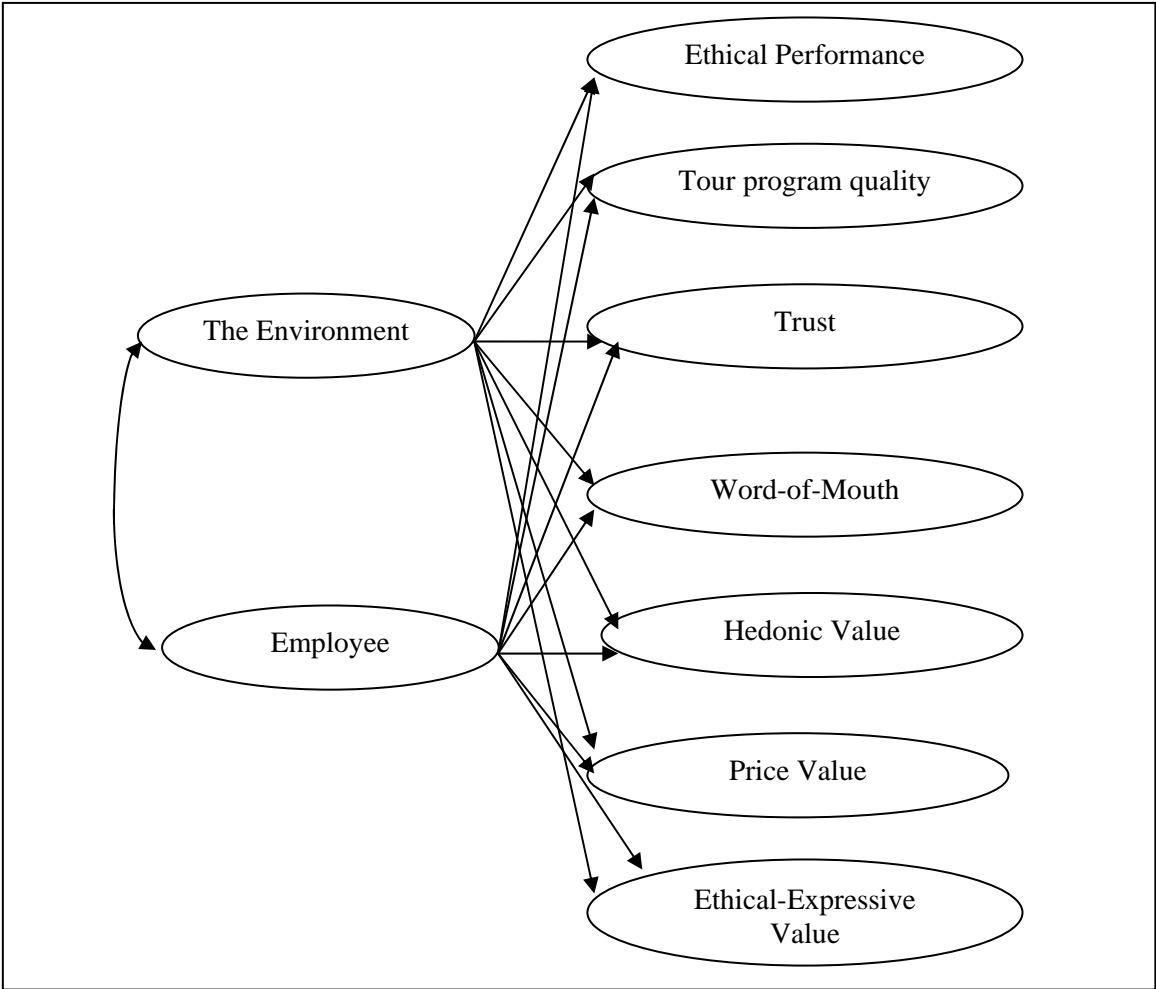 Ethical Performance
Tour program quality
The Environment
Trust
Word-of-Mouth
Employee
Hedonic Value
Price Value
Ethical-Expressive
Value